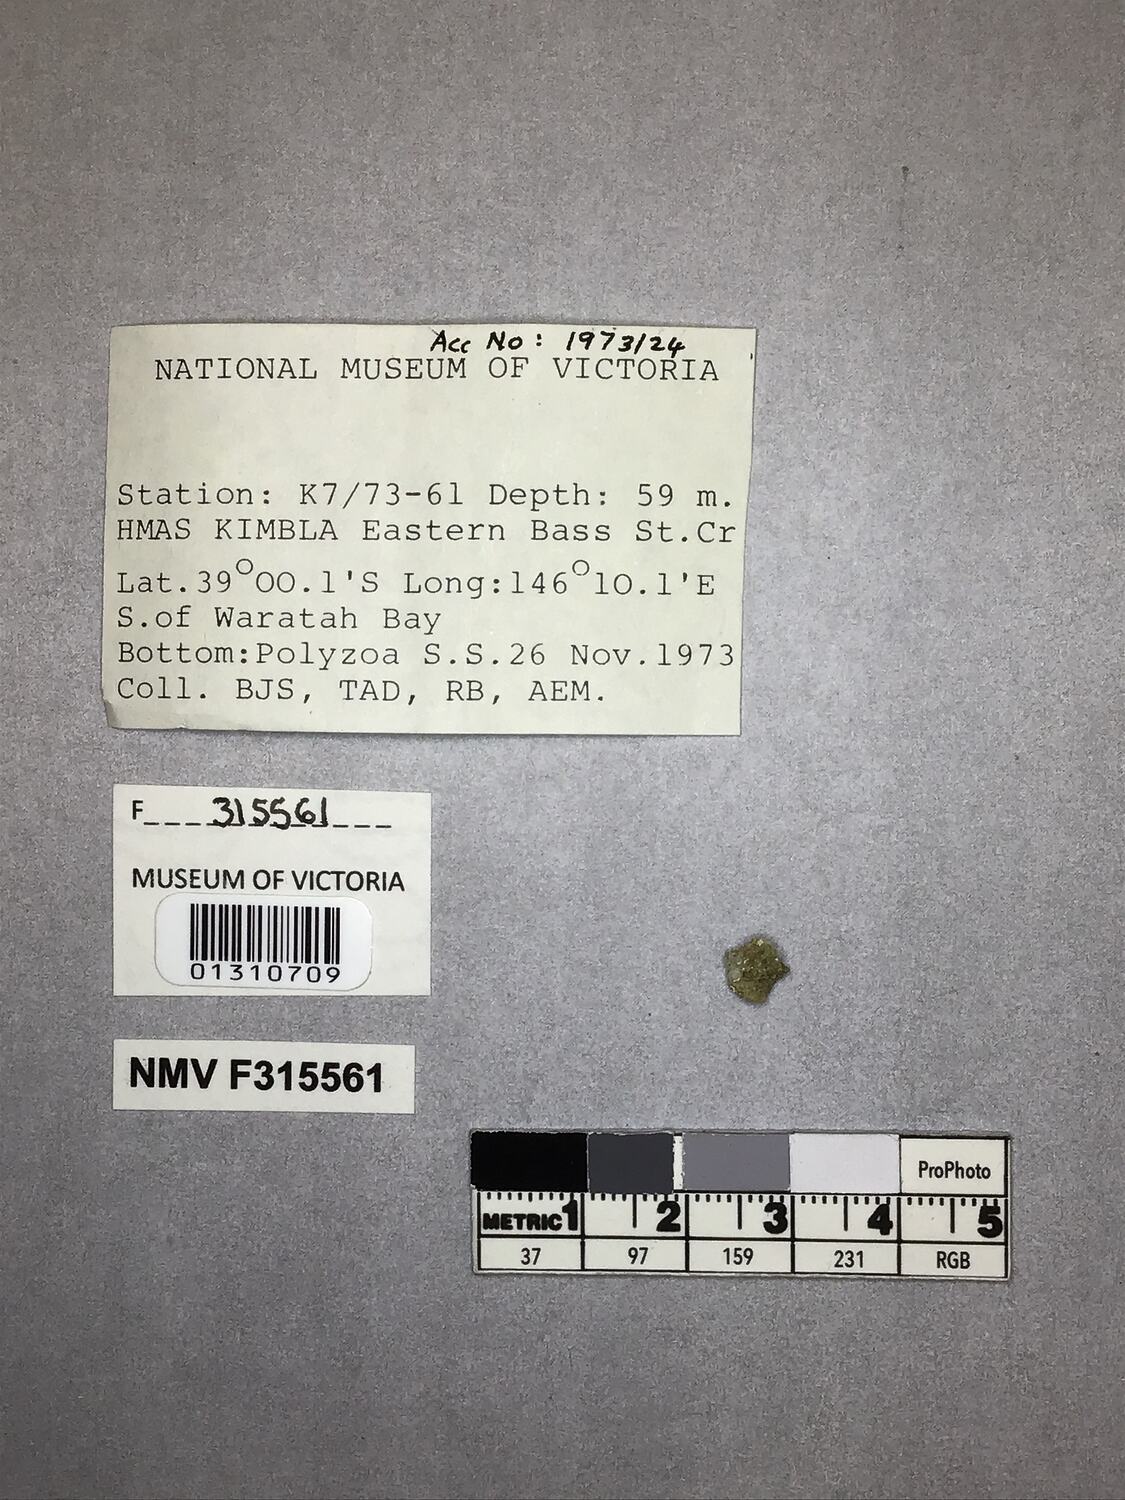 Acc No: 1973/24
NATIONAL MUSEUM OF VICTORIA
Station: K7/73-61 Depth: 59 m.
HMAS KIMBLA Eastern Bass St.Cr
Lat.39°00.1'S Long:146°10.1'E
S.of Waratah Bay
Bottom:Polyzoa S.S.26 Nov.1973
Coll. BJS, TAD, RB, AEM.
F___315561___
MUSEUM OF VICTORIA
01310709
NMV F315561
ProPhoto
METRIC 1 2 3 4 5
37 97 159 231 RGB